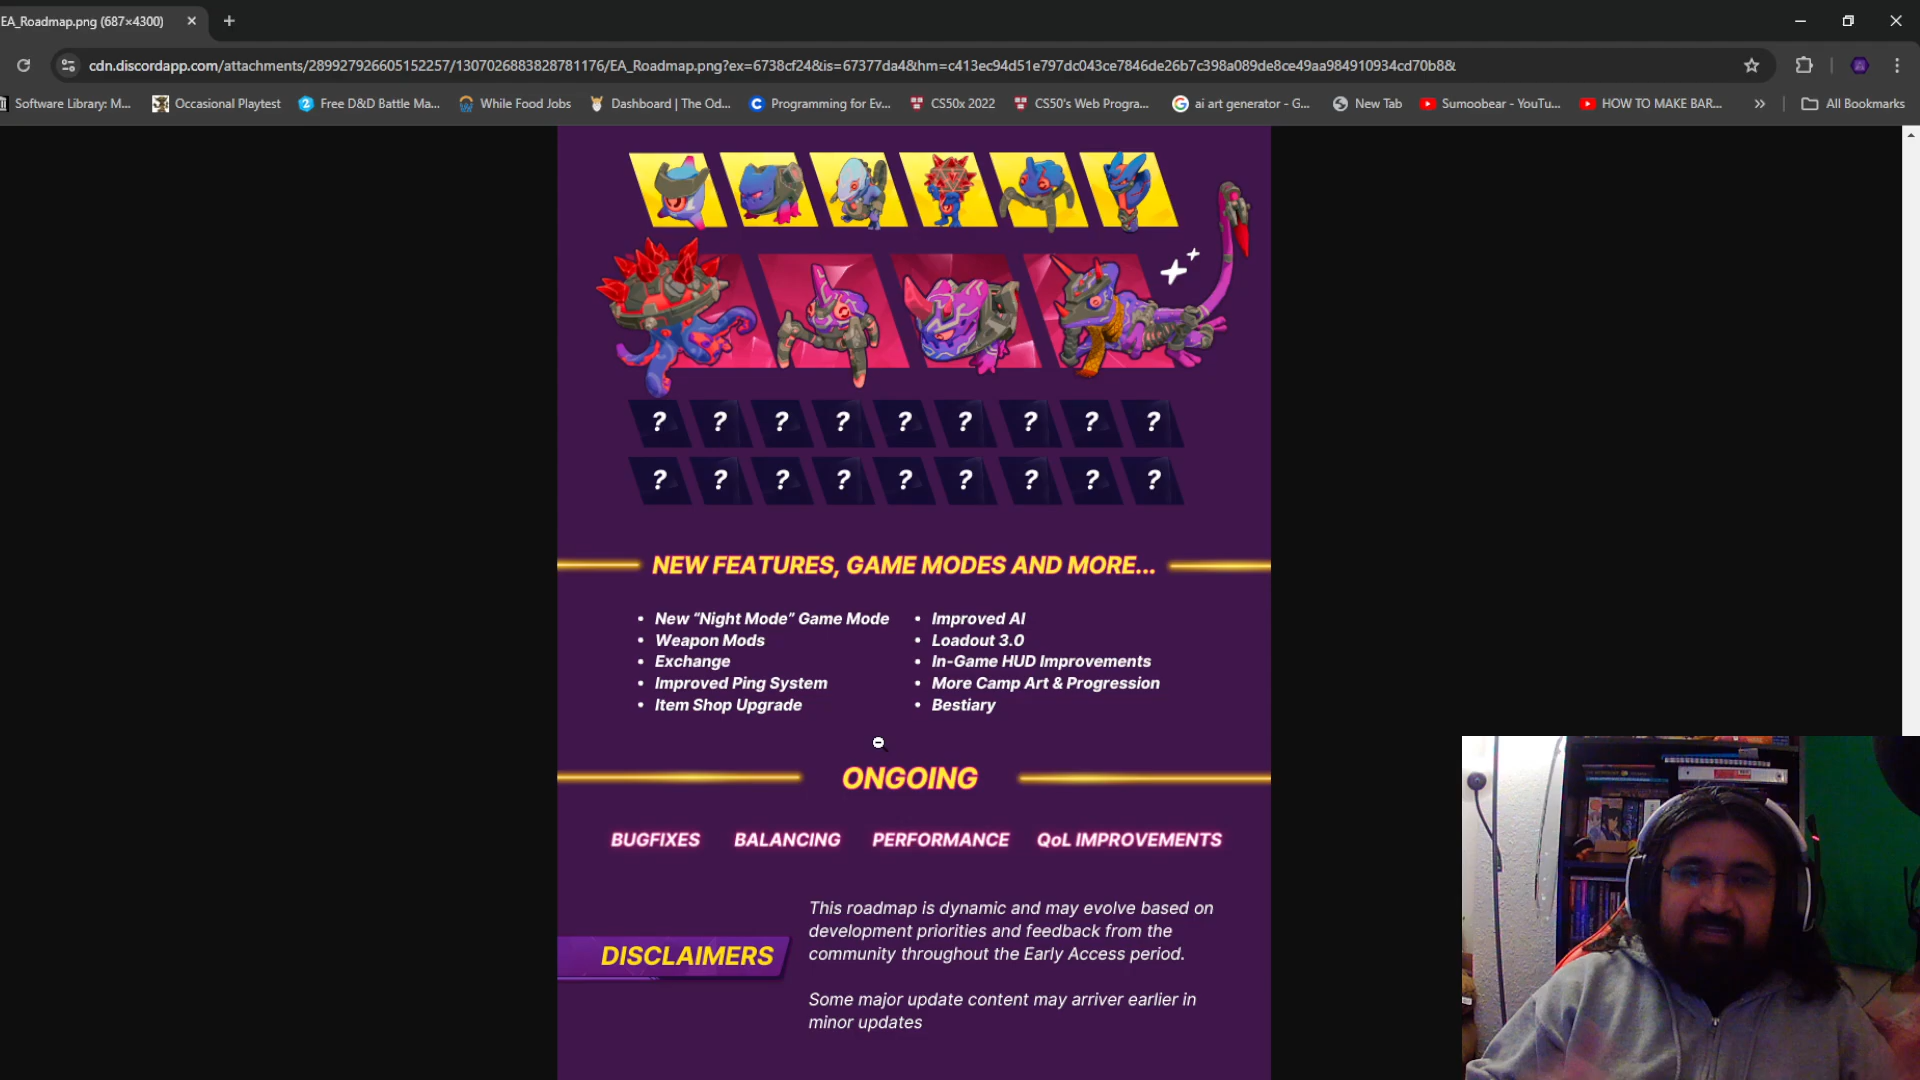 EA_Roadmap.png (687×4300)
cdn.discordapp.com/attachments/289927926605152257/1307026883828781176/EA_Roadmap.png?ex=6738cf24&is=67377da4&hm=c413ec94d51e797dc043ce7846de26b7c398a089de8ce49aa984910934cd70b8&
Software Library: M... Occasional Playtest Free D&D Battle Ma... While Food Jobs Dashboard | The Od... Programming for Ev... CS50x 2022 CS50's Web Progra... ai art generator - G... New Tab Sumoobear - YouTu... HOW TO MAKE BAR... » All Bookmarks
? ? ? ? ? ? ? ? ?
? ? ? ? ? ? ? ? ?
NEW FEATURES, GAME MODES AND MORE...
• New “Night Mode” Game Mode
• Weapon Mods
• Exchange
• Improved Ping System
• Item Shop Upgrade
• Improved AI
• Loadout 3.0
• In-Game HUD Improvements
• More Camp Art & Progression
• Bestiary
ONGOING
BUGFIXES BALANCING PERFORMANCE QoL IMPROVEMENTS
DISCLAIMERS
This roadmap is dynamic and may evolve based on
development priorities and feedback from the
community throughout the Early Access period.
Some major update content may arriver earlier in
minor updates